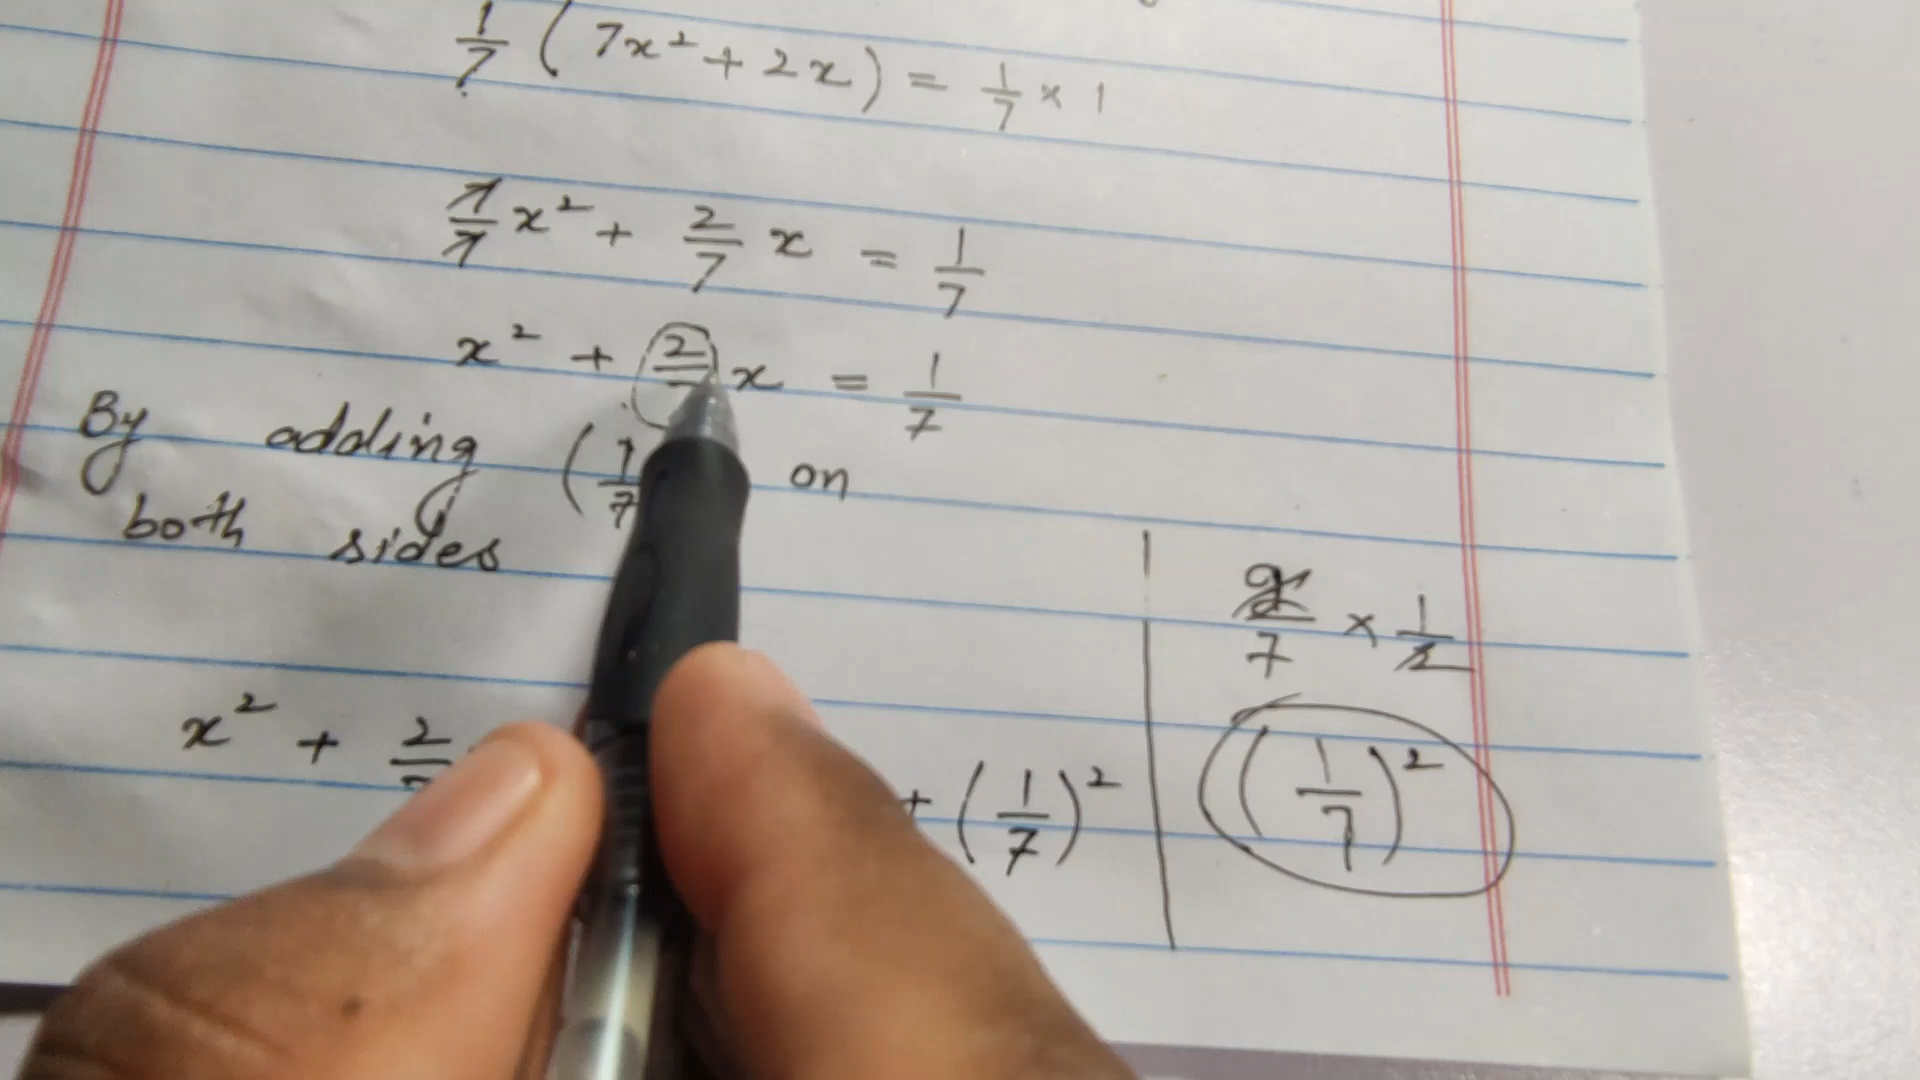 1/7 ( 7x² + 2x ) = 1/7 × 1
7/7 x² + 2/7 x = 1/7
x² + 2/ x = 1/7
By adding (1/7 on
both sides
2/7 × 1/2
x² + 2/ + (1/7)²
(1/7)²